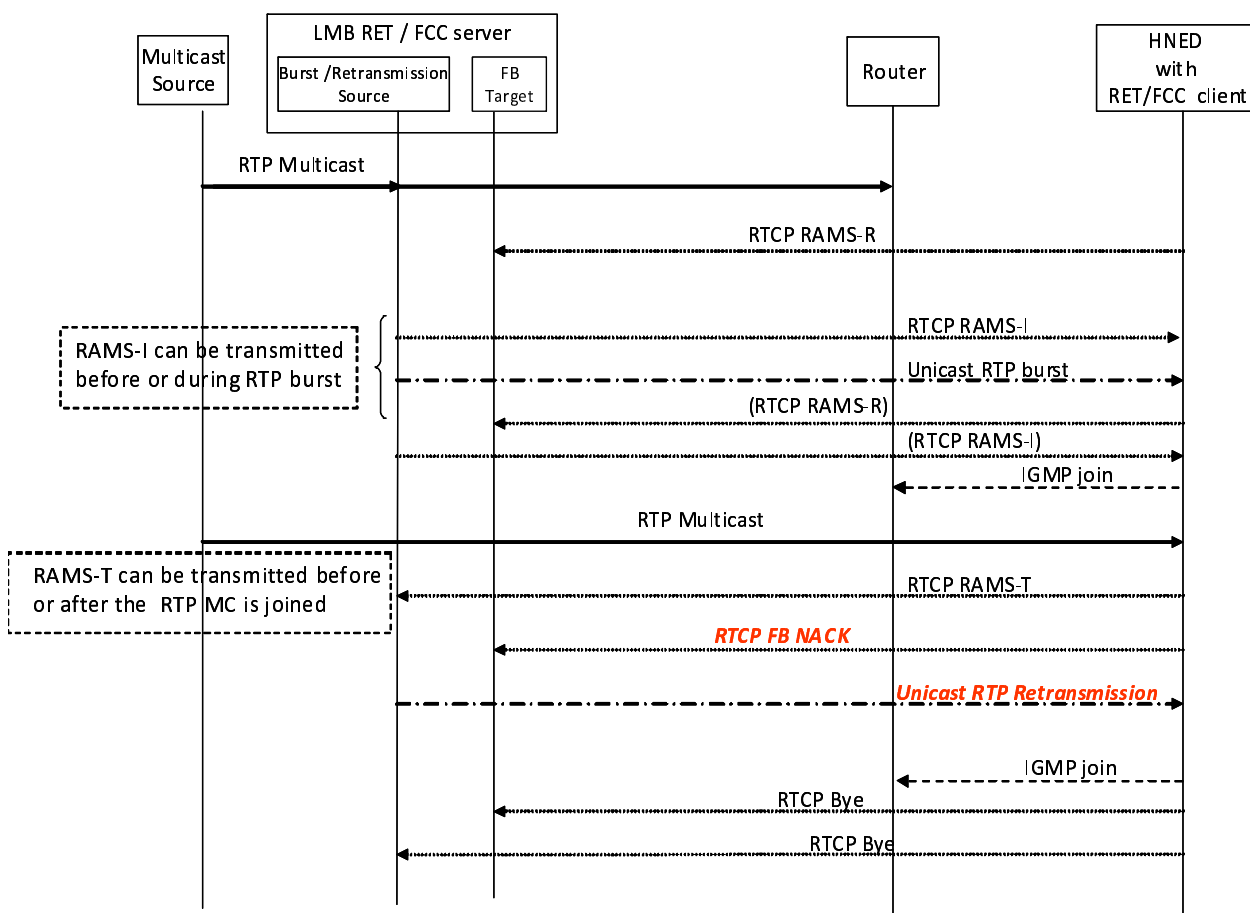 Multicast
Source
LMB RET / FCC server
Burst /Retransmission
Source
FB
Target
Router
HNED
with
RET/FCC client
RTP Multicast
RTCP RAMS-R
RAMS-I can be transmitted
before or during RTP burst
RTCP RAMS-I
Unicast RTP burst
(RTCP RAMS-R)
(RTCP RAMS-I)
IGMP join
RTP Multicast
RAMS-T can be transmitted before
or after the RTP MC is joined
RTCP RAMS-T
RTCP FB NACK
Unicast RTP Retransmission
IGMP join
RTCP Bye
RTCP Bye